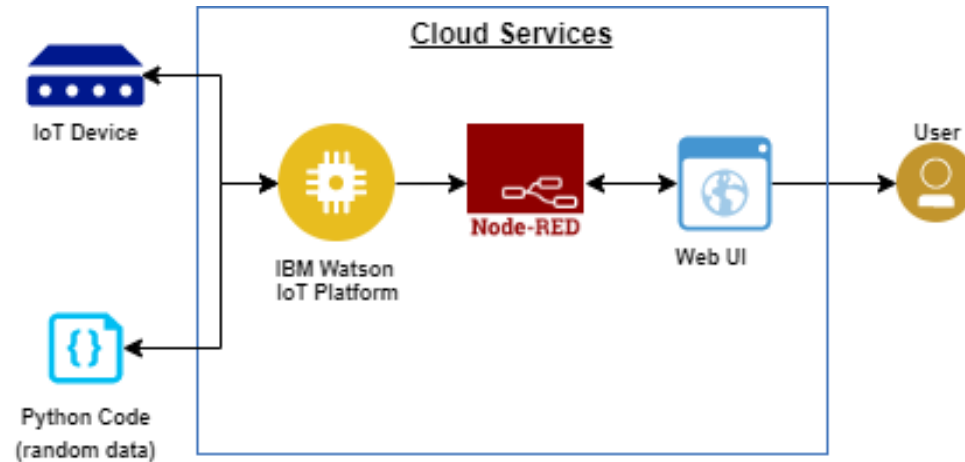 Cloud Services
IoT Device
User
Node-RED
Web UI
IBM Watson
IoT Platform
{}
Python Code
(random data)